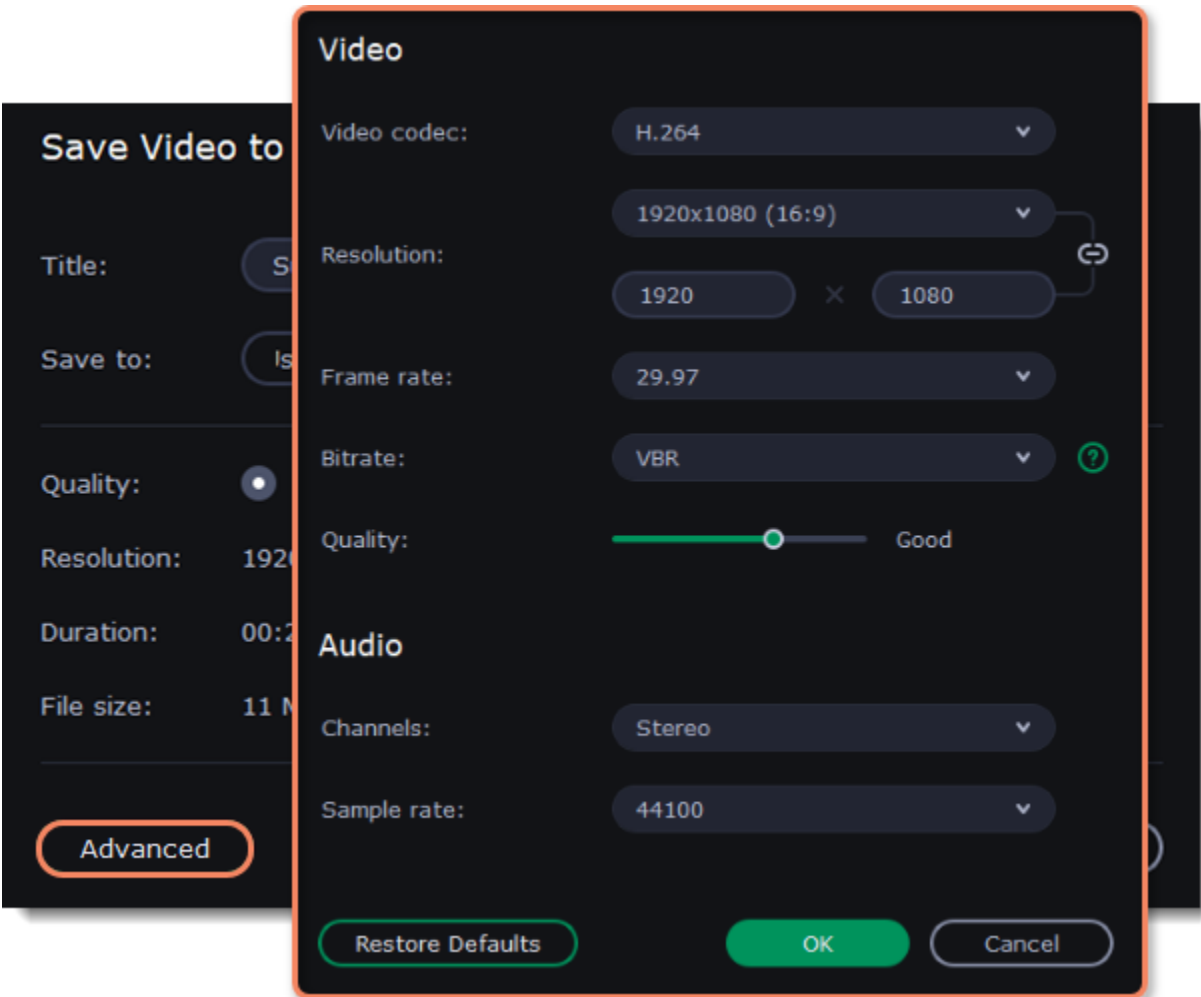 Video
Video codec: H.264
1920x1080 (16:9)
Resolution:
1920 × 1080
Frame rate: 29.97
Bitrate: VBR ?
Quality: Good
Audio
Channels: Stereo
Sample rate: 44100
Restore Defaults OK Cancel
Save Video to
Title:
Save to:
Quality:
Resolution:
Duration:
File size: 11
Advanced